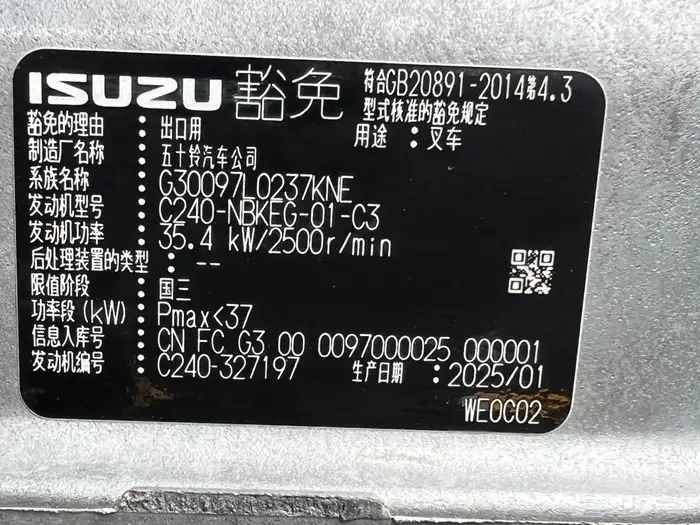 ISUZU 豁免 符合GB20891-2014第4.3
型式核准的豁免规定
豁免的理由 : 出口用 用途 : 叉车
制造厂名称 : 五十铃汽车公司
系族名称 : G30097L0237KNE
发动机型号 : C240-NBKEG-01-C3
发动机功率 : 35.4 kW/2500r/min
后处理装置的类型 : --
限值阶段 : 国三
功率段 (kW) : Pmax<37
信息入库号 : CN FC G3 00 0097000025 000001
发动机编号 : C240-327197 生产日期 : 2025/01
WE0C02